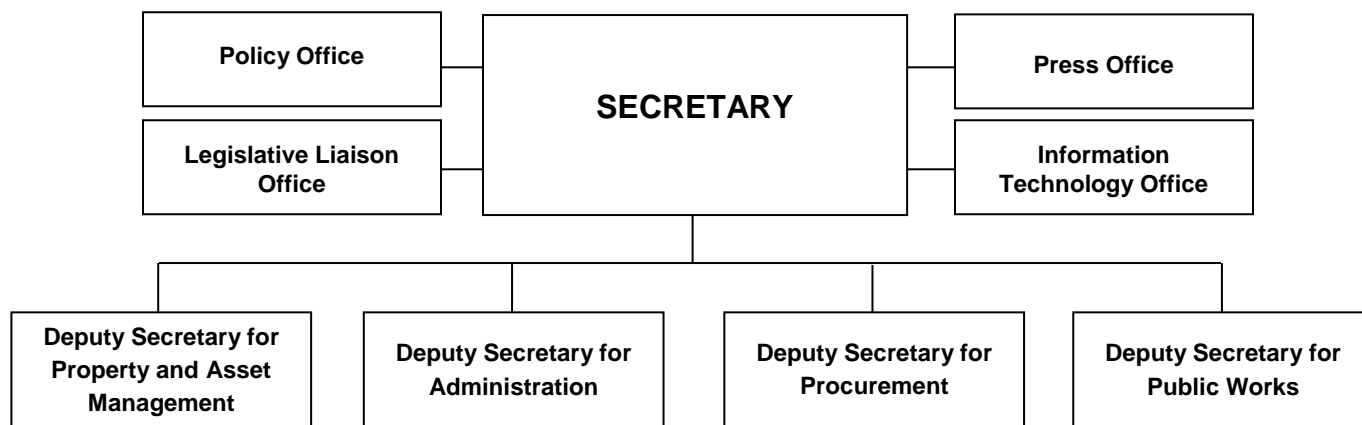 Policy Office
SECRETARY
Press Office
Legislative Liaison
Office
Information
Technology Office
Deputy Secretary for
Property and Asset
Management
Deputy Secretary for
Administration
Deputy Secretary for
Procurement
Deputy Secretary for
Public Works